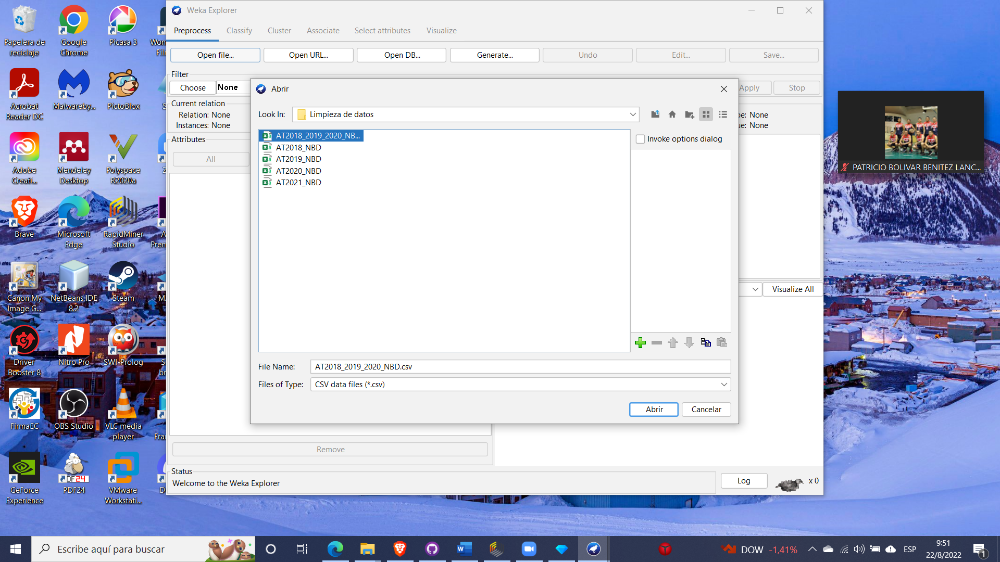 Papelera de
reciclaje
Google
Chrome
Picasa 3
Acrobat
Reader DC
Malwareby...
PictoBlox
Adobe
Creati...
Mendeley
Desktop
Polyspace
R2020a
Brave
Microsoft
Edge
RapidMiner
Studio
Canon My
Image G...
NetBeans IDE
8.2
Steam
Driver
Booster 8
Nitro Pro
SWI-Prolog
FirmaEC
OBS Studio
VLC media
player
GeForce
Experience
PDF24
VMware
Workstati...
Weka Explorer
Preprocess Classify Cluster Associate Select attributes Visualize
Open file... Open URL... Open DB... Generate... Undo Edit... Save...
Filter
Choose None Apply Stop
Current relation
Relation: None
Instances: None
None
None
Attributes
All
Abrir
Look In: Limpieza de datos
AT2018_2019_2020_NB...
AT2018_NBD
AT2019_NBD
AT2020_NBD
AT2021_NBD
Invoke options dialog
File Name: AT2018_2019_2020_NBD.csv
Files of Type: CSV data files (*.csv)
Abrir Cancelar
Visualize All
Remove
Status
Welcome to the Weka Explorer
Log x 0
PATRICIO BOLIVAR BENITEZ LANC...
Escribe aquí para buscar
DOW -1,41%
ESP
9:51
22/8/2022
1